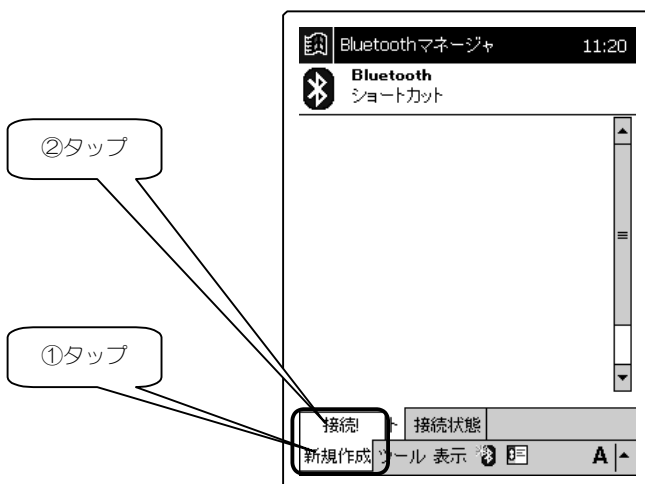 Bluetoothマネージャ 11:20
Bluetooth
ショートカット
②タップ
①タップ
接続! ト 接続状態
新規作成 ツール 表示 A